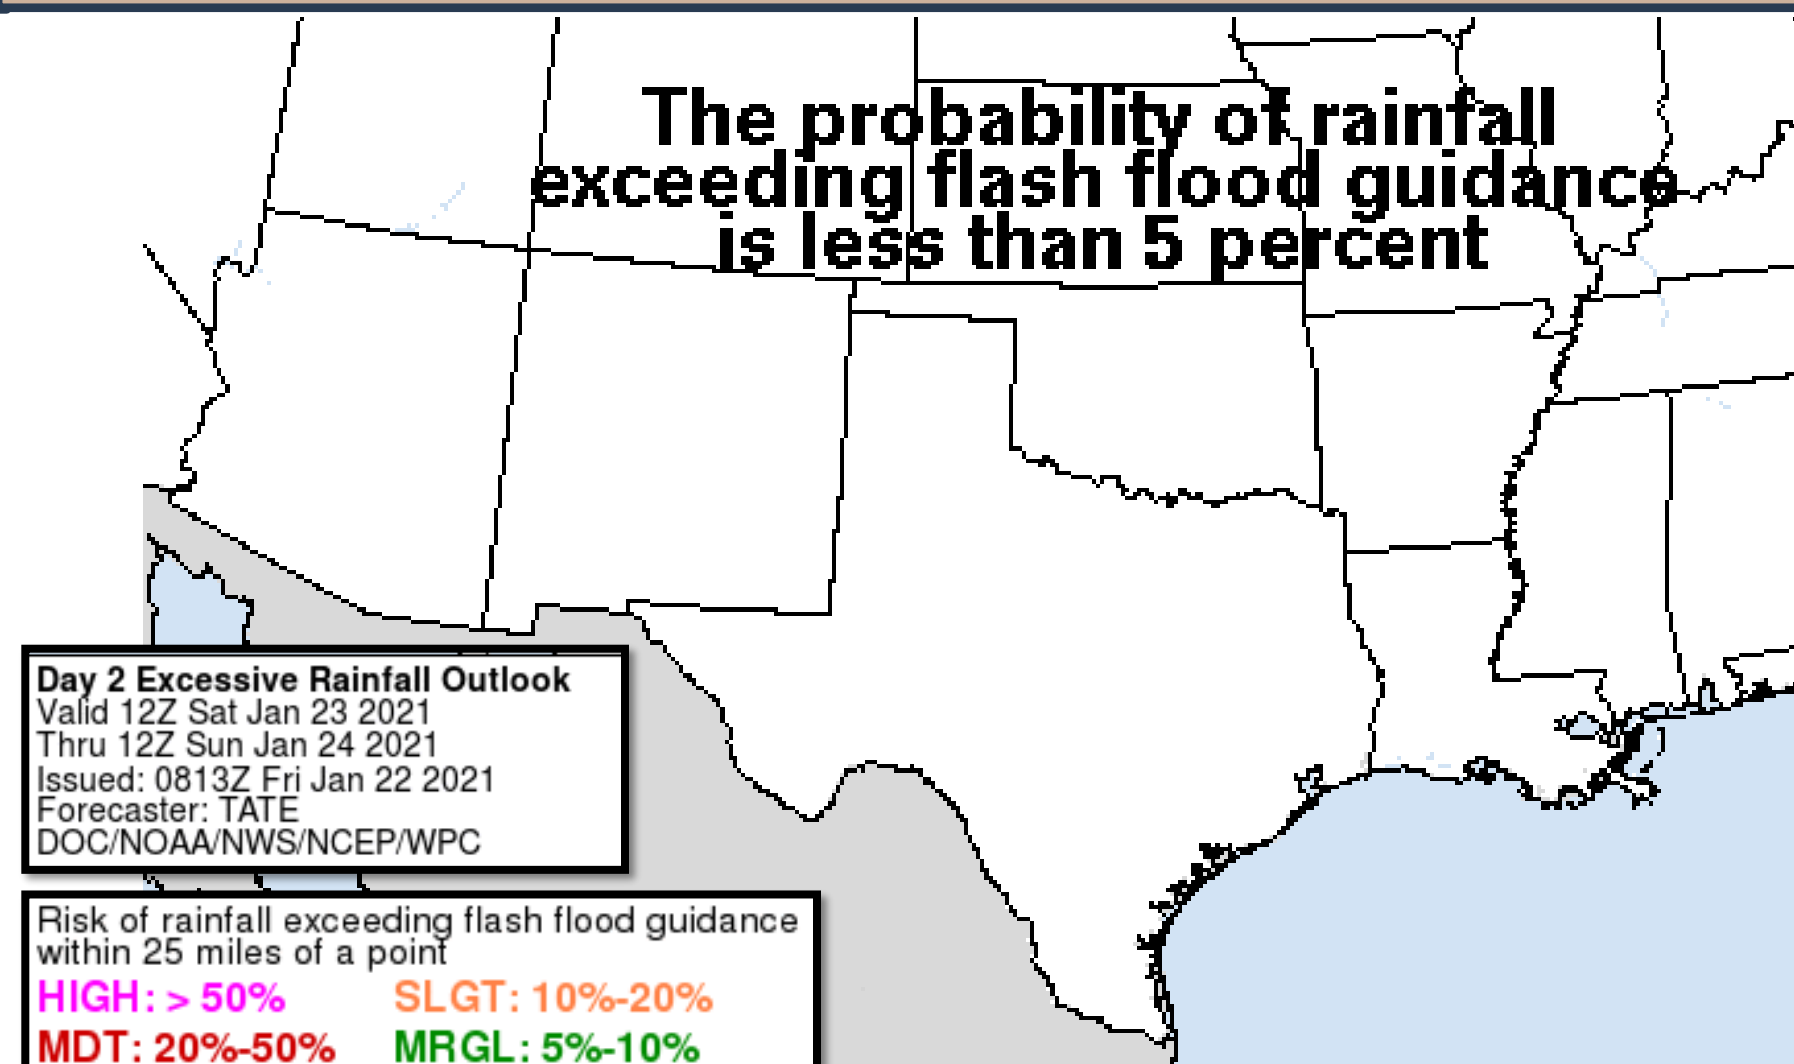 The probability of rainfall
exceeding flash flood guidance
is less than 5 percent
Day 2 Excessive Rainfall Outlook
Valid 12Z Sat Jan 23 2021
Thru 12Z Sun Jan 24 2021
Issued: 0813Z Fri Jan 22 2021
Forecaster: TATE
DOC/NOAA/NWS/NCEP/WPC
Risk of rainfall exceeding flash flood guidance
within 25 miles of a point
HIGH: > 50% SLGT: 10%-20%
MDT: 20%-50% MRGL: 5%-10%